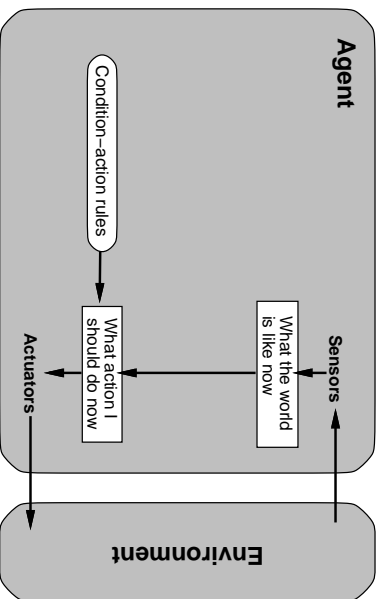 Agent
Sensors
What the world
is like now
Condition−action rules
What action I
should do now
Actuators
Environment